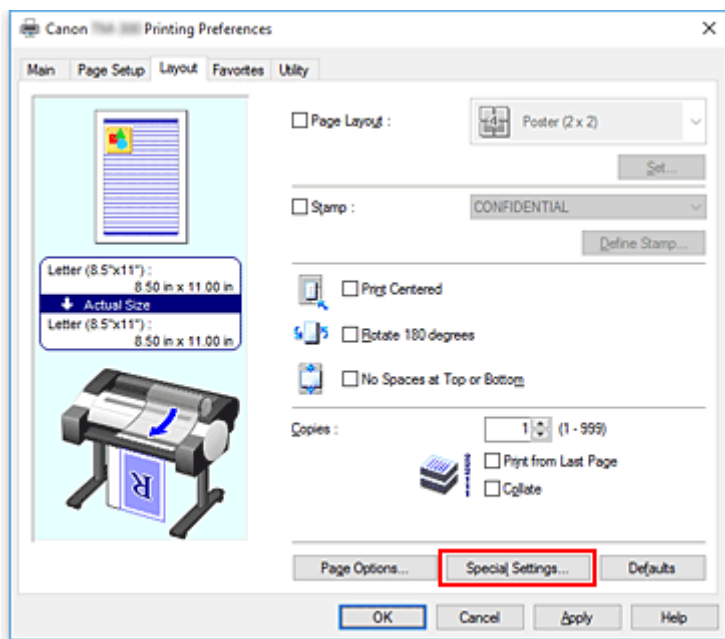 Canon Printing Preferences
Main Page Setup Layout Favorites Utility
Page Layout :
4
Poster (2 x 2)
Set...
Stamp :
CONFIDENTIAL
Define Stamp...
Letter (8.5"x11") :
8.50 in x 11.00 in
Actual Size
Letter (8.5"x11") :
8.50 in x 11.00 in
Print Centered
Rotate 180 degrees
No Spaces at Top or Bottom
R
Copies :
1 (1 - 999)
Print from Last Page
Collate
Page Options... Special Settings... Defaults
OK Cancel Apply Help